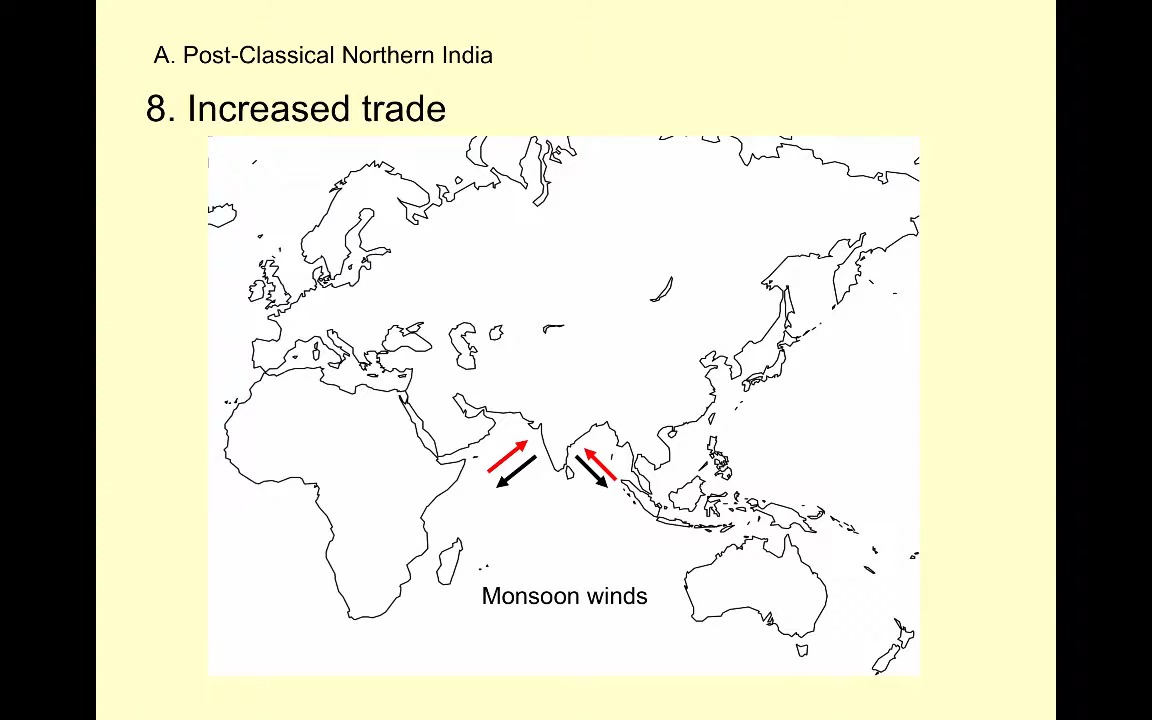 A. Post-Classical Northern India
8. Increased trade
Monsoon winds